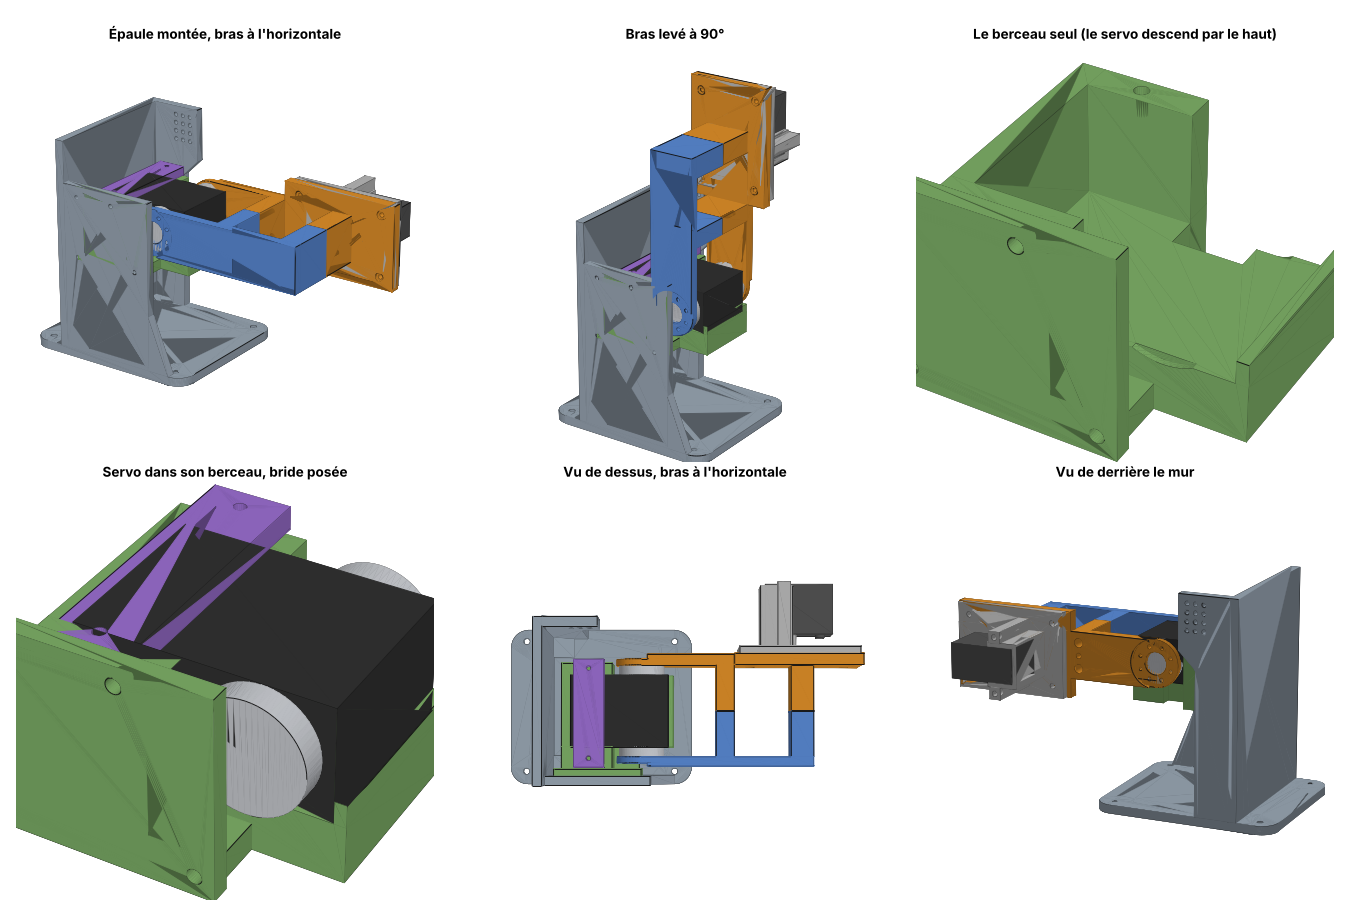 Épaule montée, bras à l'horizontale
Bras levé à 90°
Le berceau seul (le servo descend par le haut)
Servo dans son berceau, bride posée
Vu de dessus, bras à l'horizontale
Vu de derrière le mur